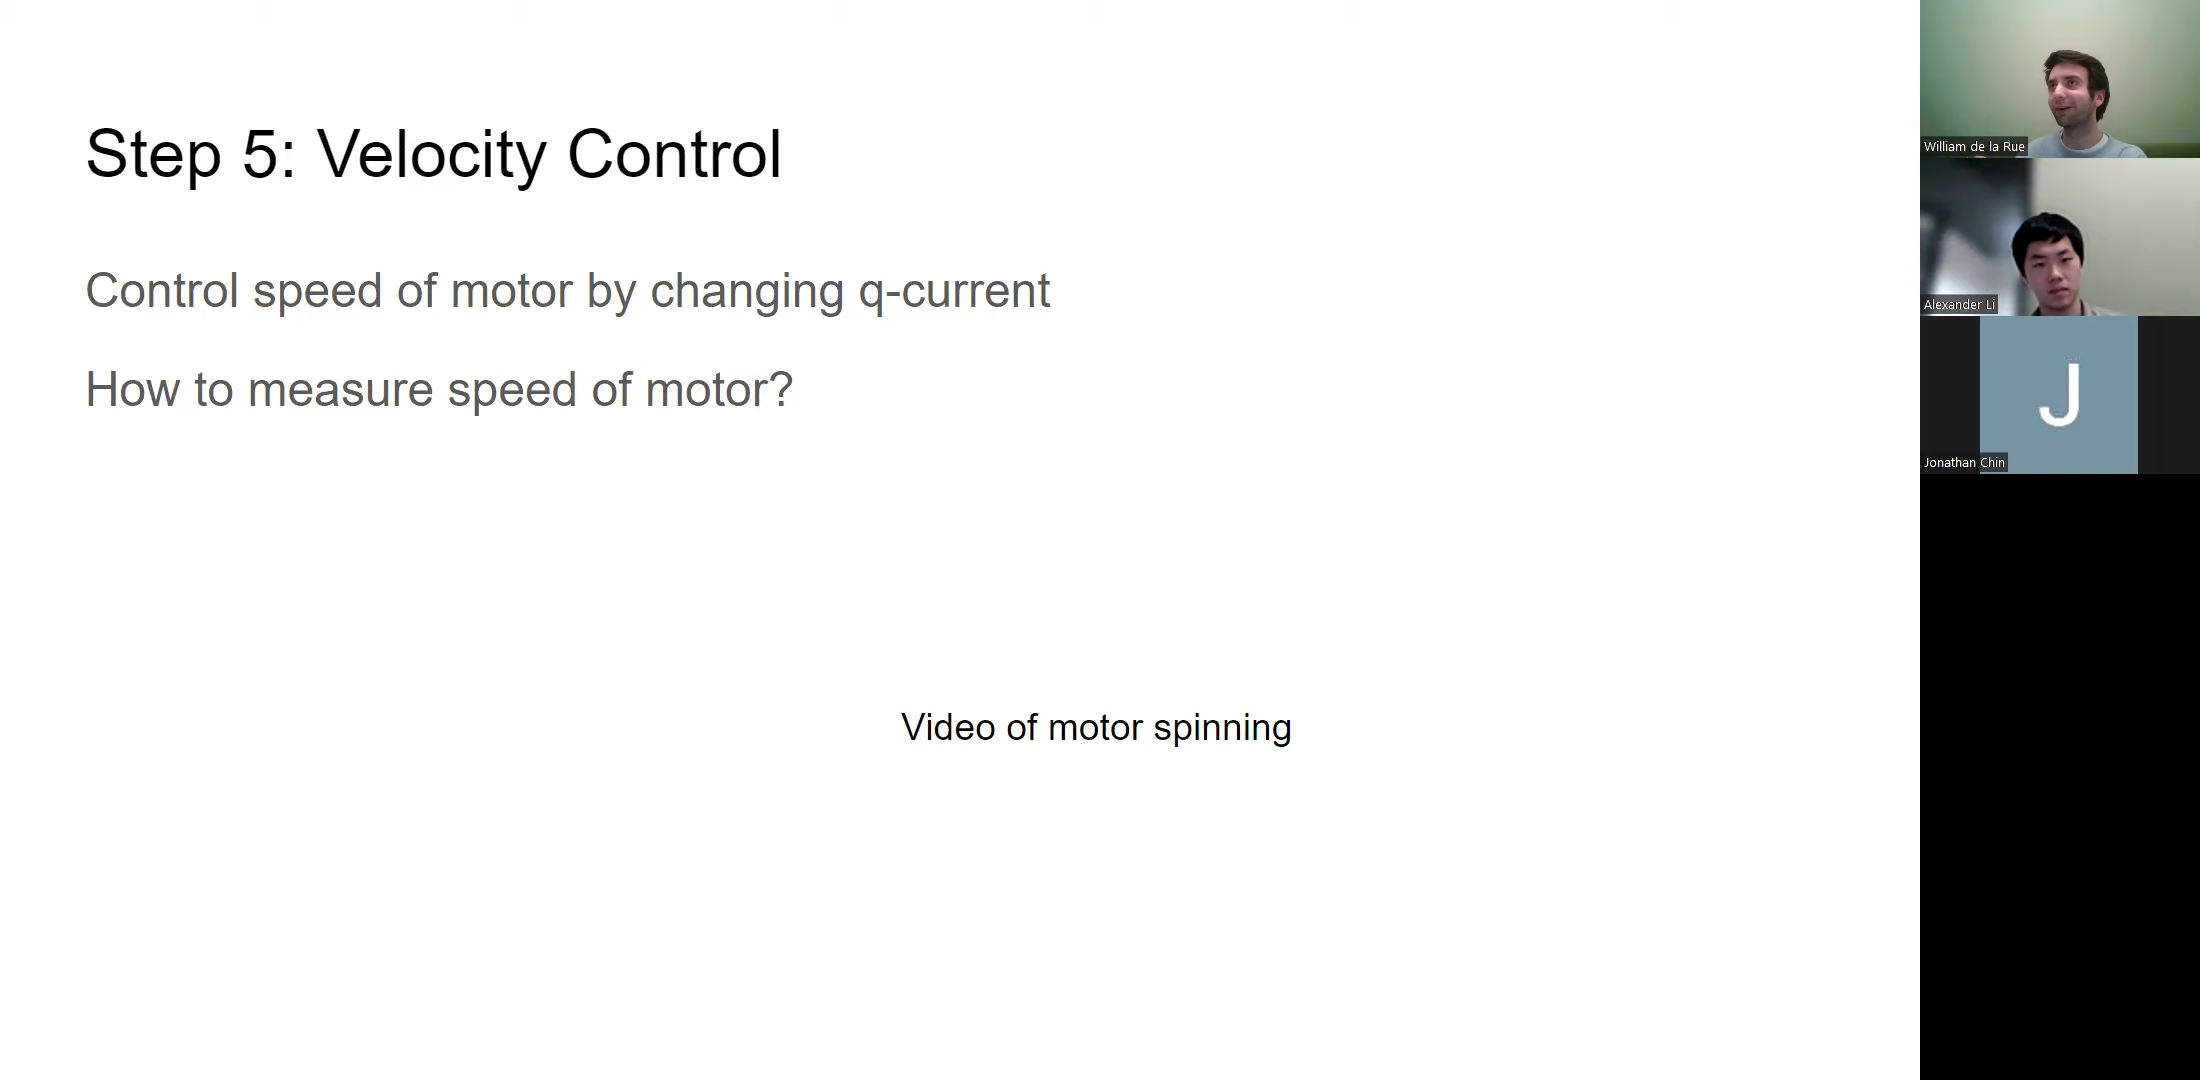 Step 5: Velocity Control
Control speed of motor by changing q-current
How to measure speed of motor?
Video of motor spinning
William de la Rue
Alexander Li
J
Jonathan Chin